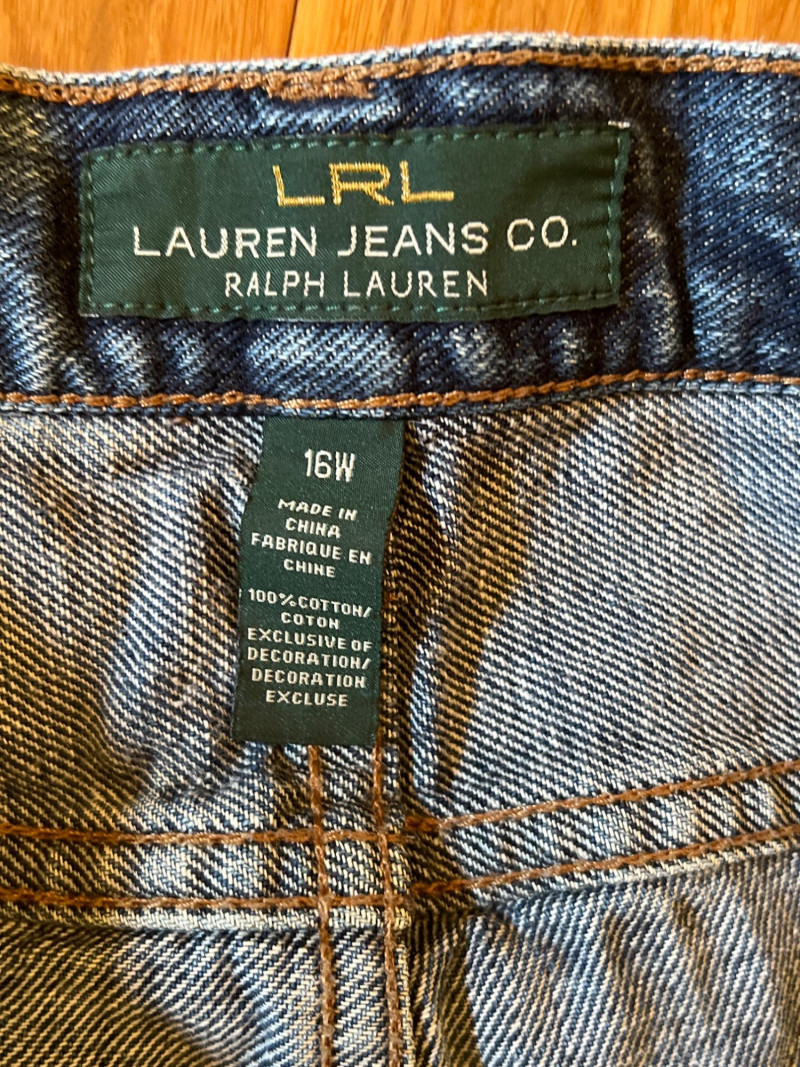 LRL
LAUREN JEANS CO.
RALPH LAUREN
16W
MADE IN
CHINA
FABRIQUE EN
CHINE
100%COTTON/
COTON
EXCLUSIVE OF
DECORATION/
DECORATION
EXCLUSE